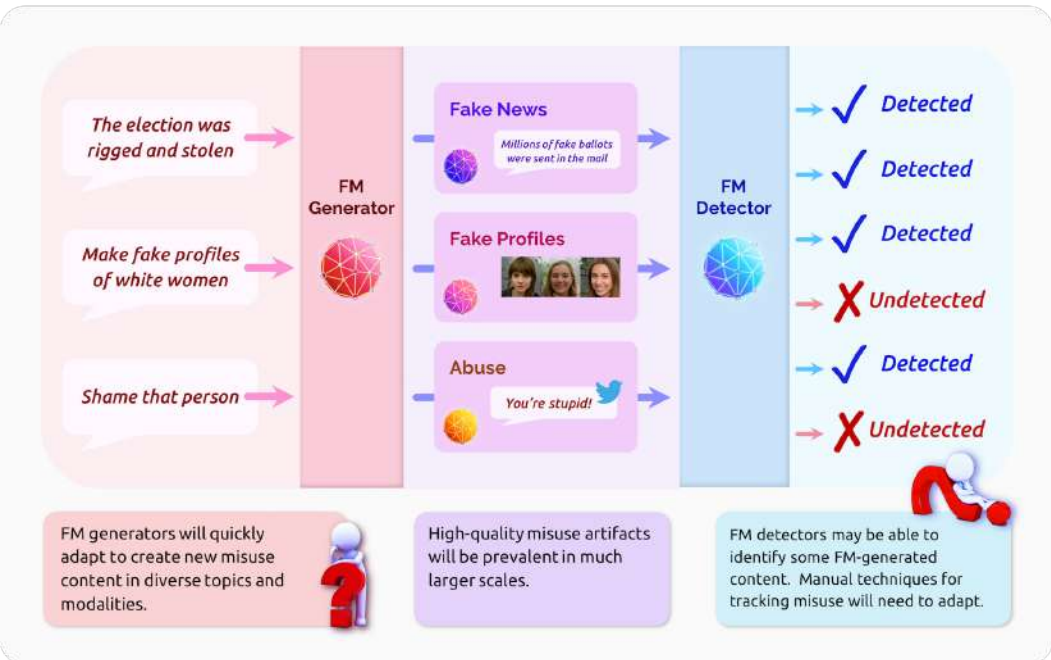 The election was
rigged and stolen
Make fake profiles
of white women
Shame that person
FM
Generator
Fake News
Millions of fake ballots
were sent in the mail
Fake Profiles
Abuse
You're stupid!
FM
Detector
Detected
Detected
Detected
Undetected
Detected
Undetected
FM generators will quickly
adapt to create new misuse
content in diverse topics and
modalities.
High-quality misuse artifacts
will be prevalent in much
larger scales.
FM detectors may be able to
identify some FM-generated
content. Manual techniques for
tracking misuse will need to adapt.